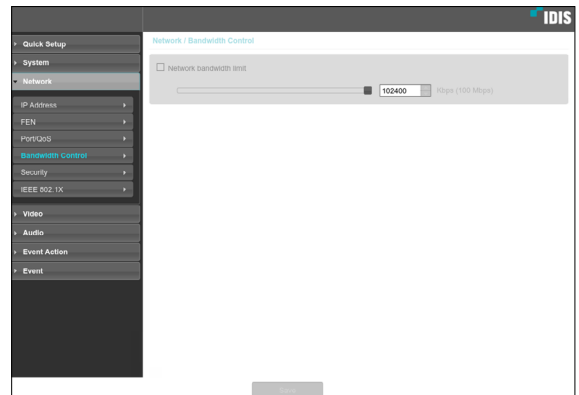 IDIS
Quick Setup
System
Network
IP Address
FEN
Port/QoS
Bandwidth Control
Security
IEEE 802.1X
Video
Audio
Event Action
Event
Network / Bandwidth Control
Network bandwidth limit
102400 Kbps (100 Mbps)
Save